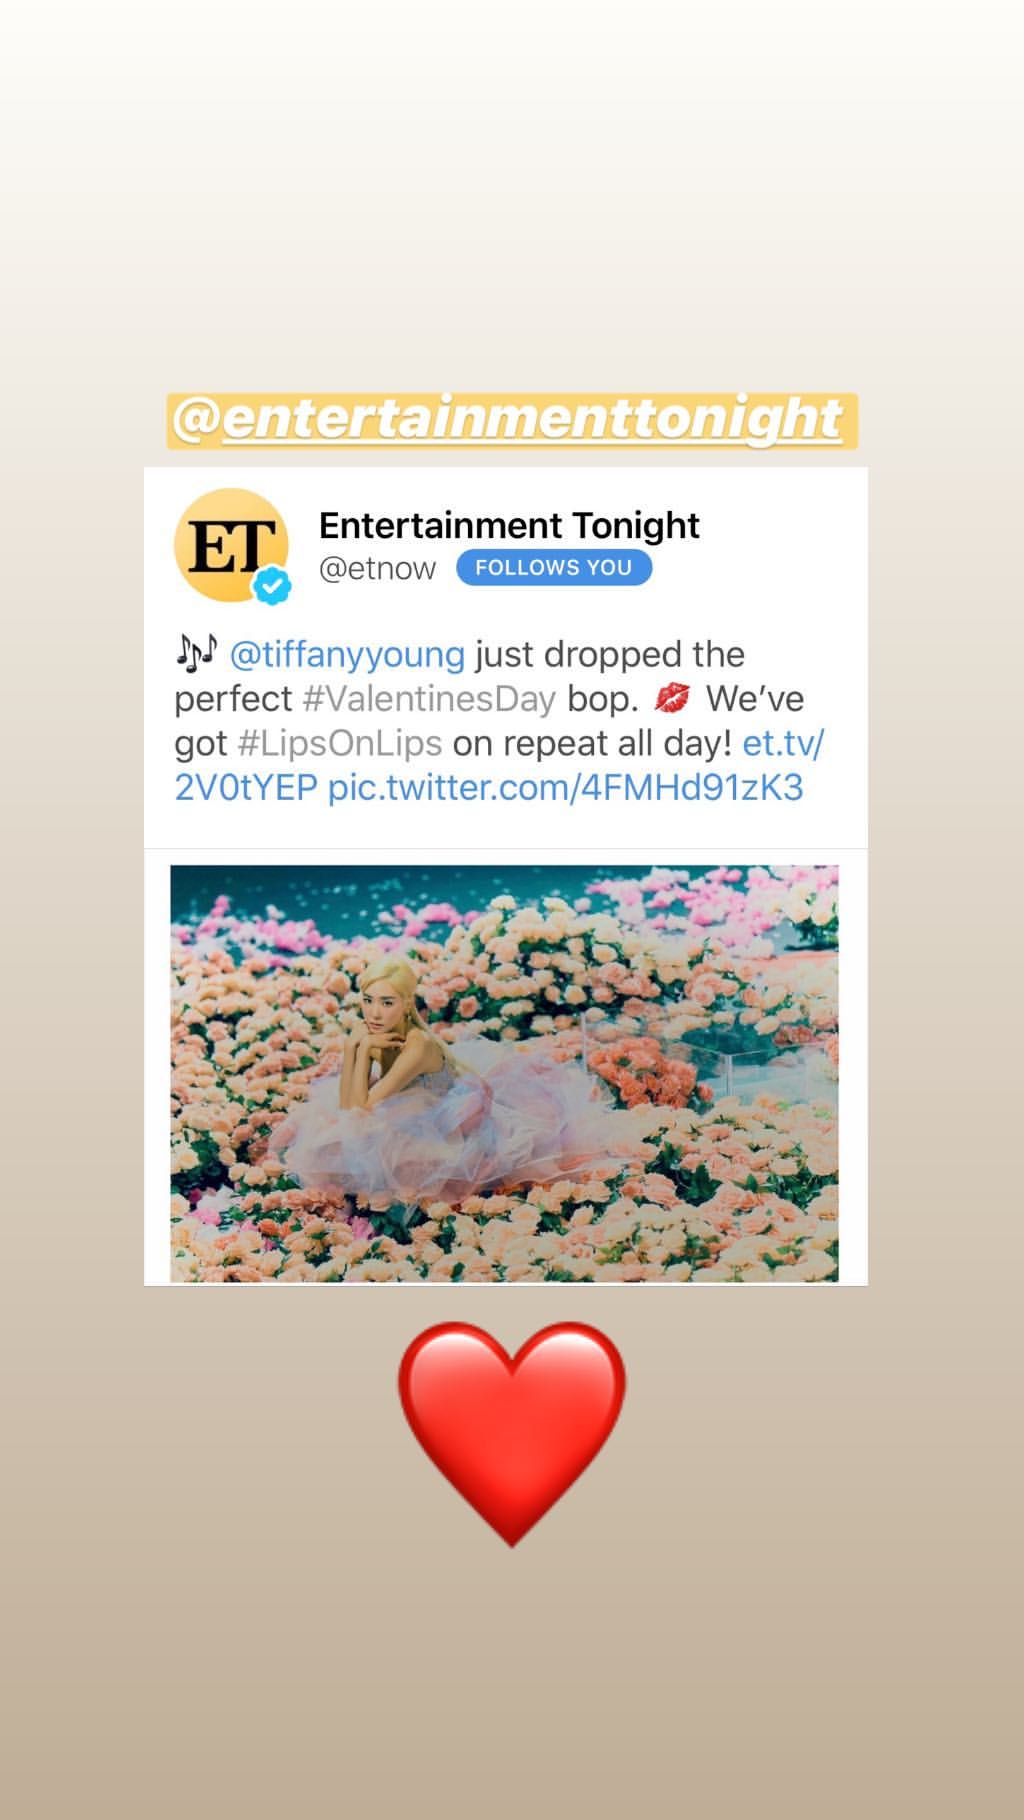 @entertainmenttonight
ET
Entertainment Tonight
@etnow FOLLOWS YOU
🎶 @tiffanyyoung just dropped the
perfect #ValentinesDay bop. 💋 We’ve
got #LipsOnLips on repeat all day! et.tv/
2V0tYEP pic.twitter.com/4FMHd91zK3